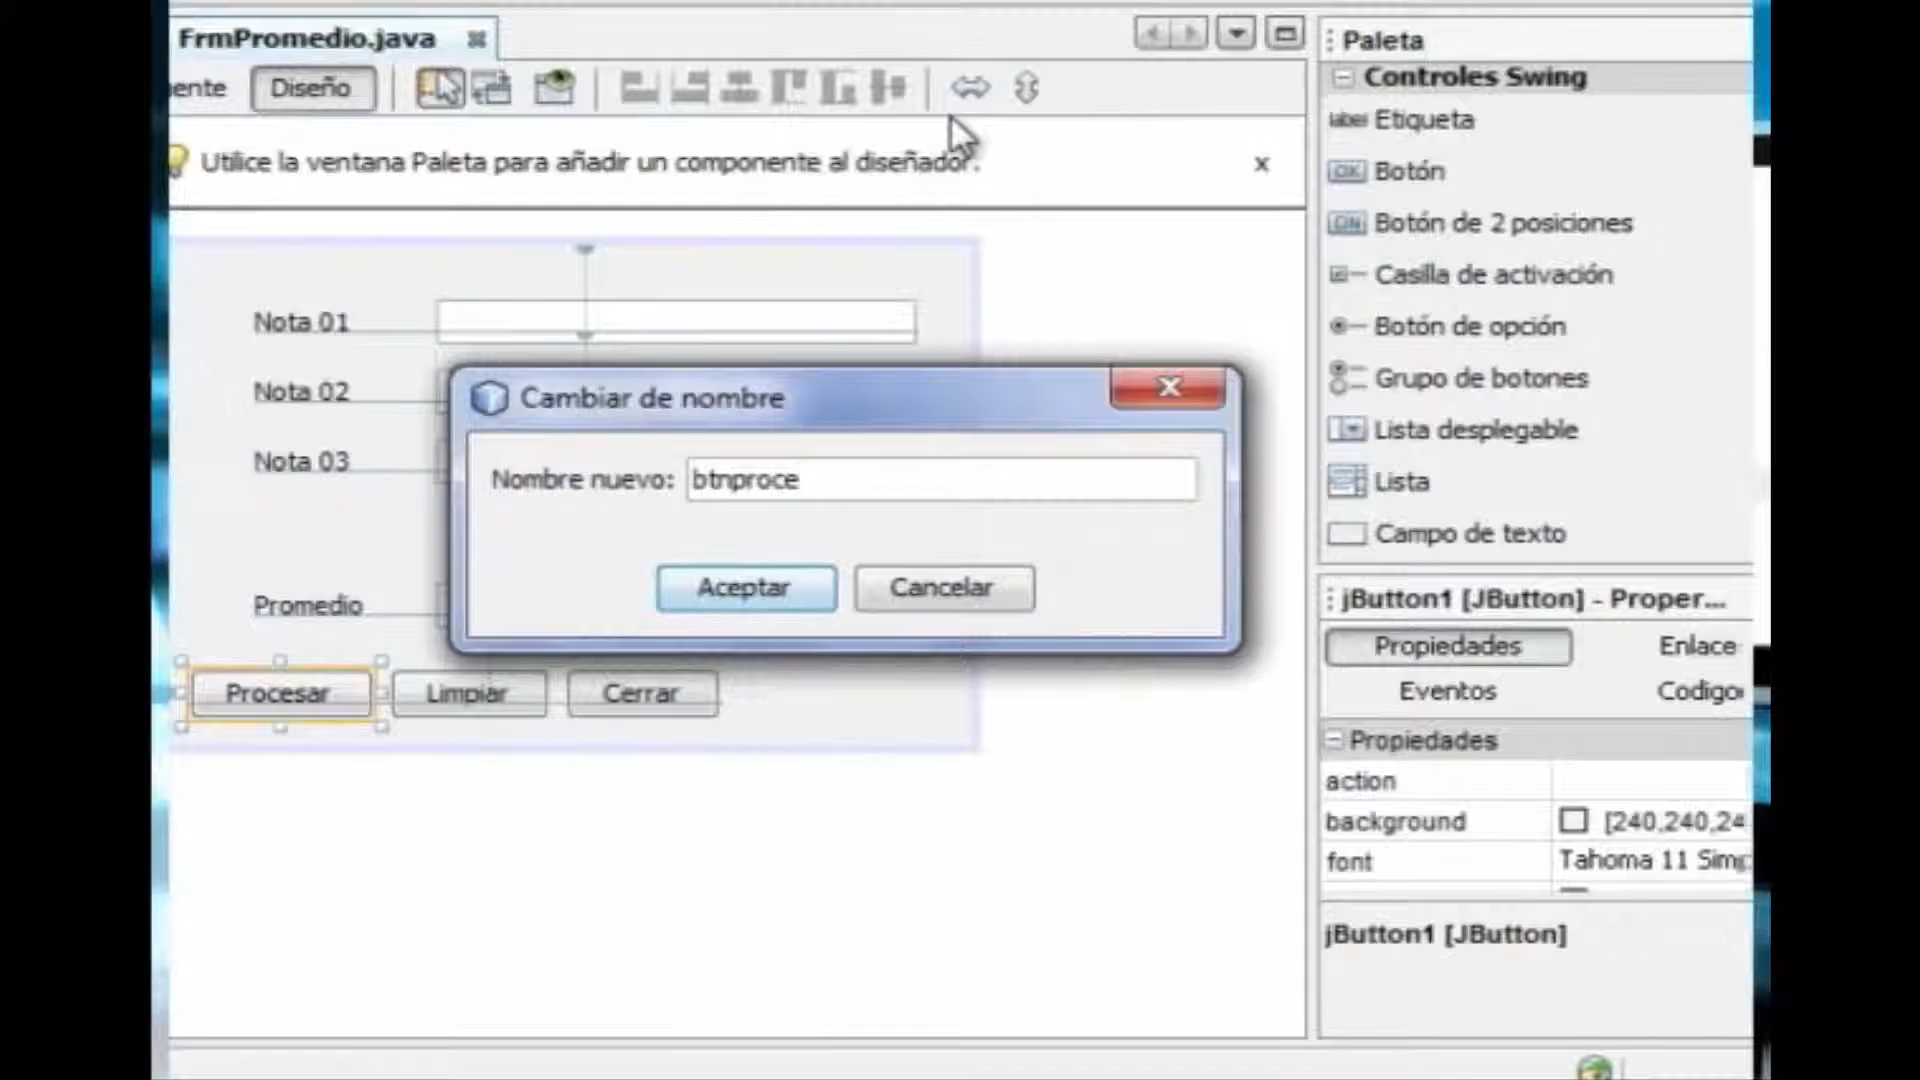 FrmPromedio.java
ente
Diseño
Utilice la ventana Paleta para añadir un componente al diseñador.
x
Nota 01
Nota 02
Nota 03
Promedio
Procesar
Limpiar
Cerrar
Cambiar de nombre
Nombre nuevo:
btnproce
Aceptar
Cancelar
Paleta
Controles Swing
label Etiqueta
OK Botón
ON Botón de 2 posiciones
Casilla de activación
Botón de opción
Grupo de botones
Lista desplegable
Lista
Campo de texto
jButton1 [JButton] - Proper...
Propiedades
Enlace
Eventos
Codigo
Propiedades
action
background
[240,240,24
font
Tahoma 11 Simp
jButton1 [JButton]